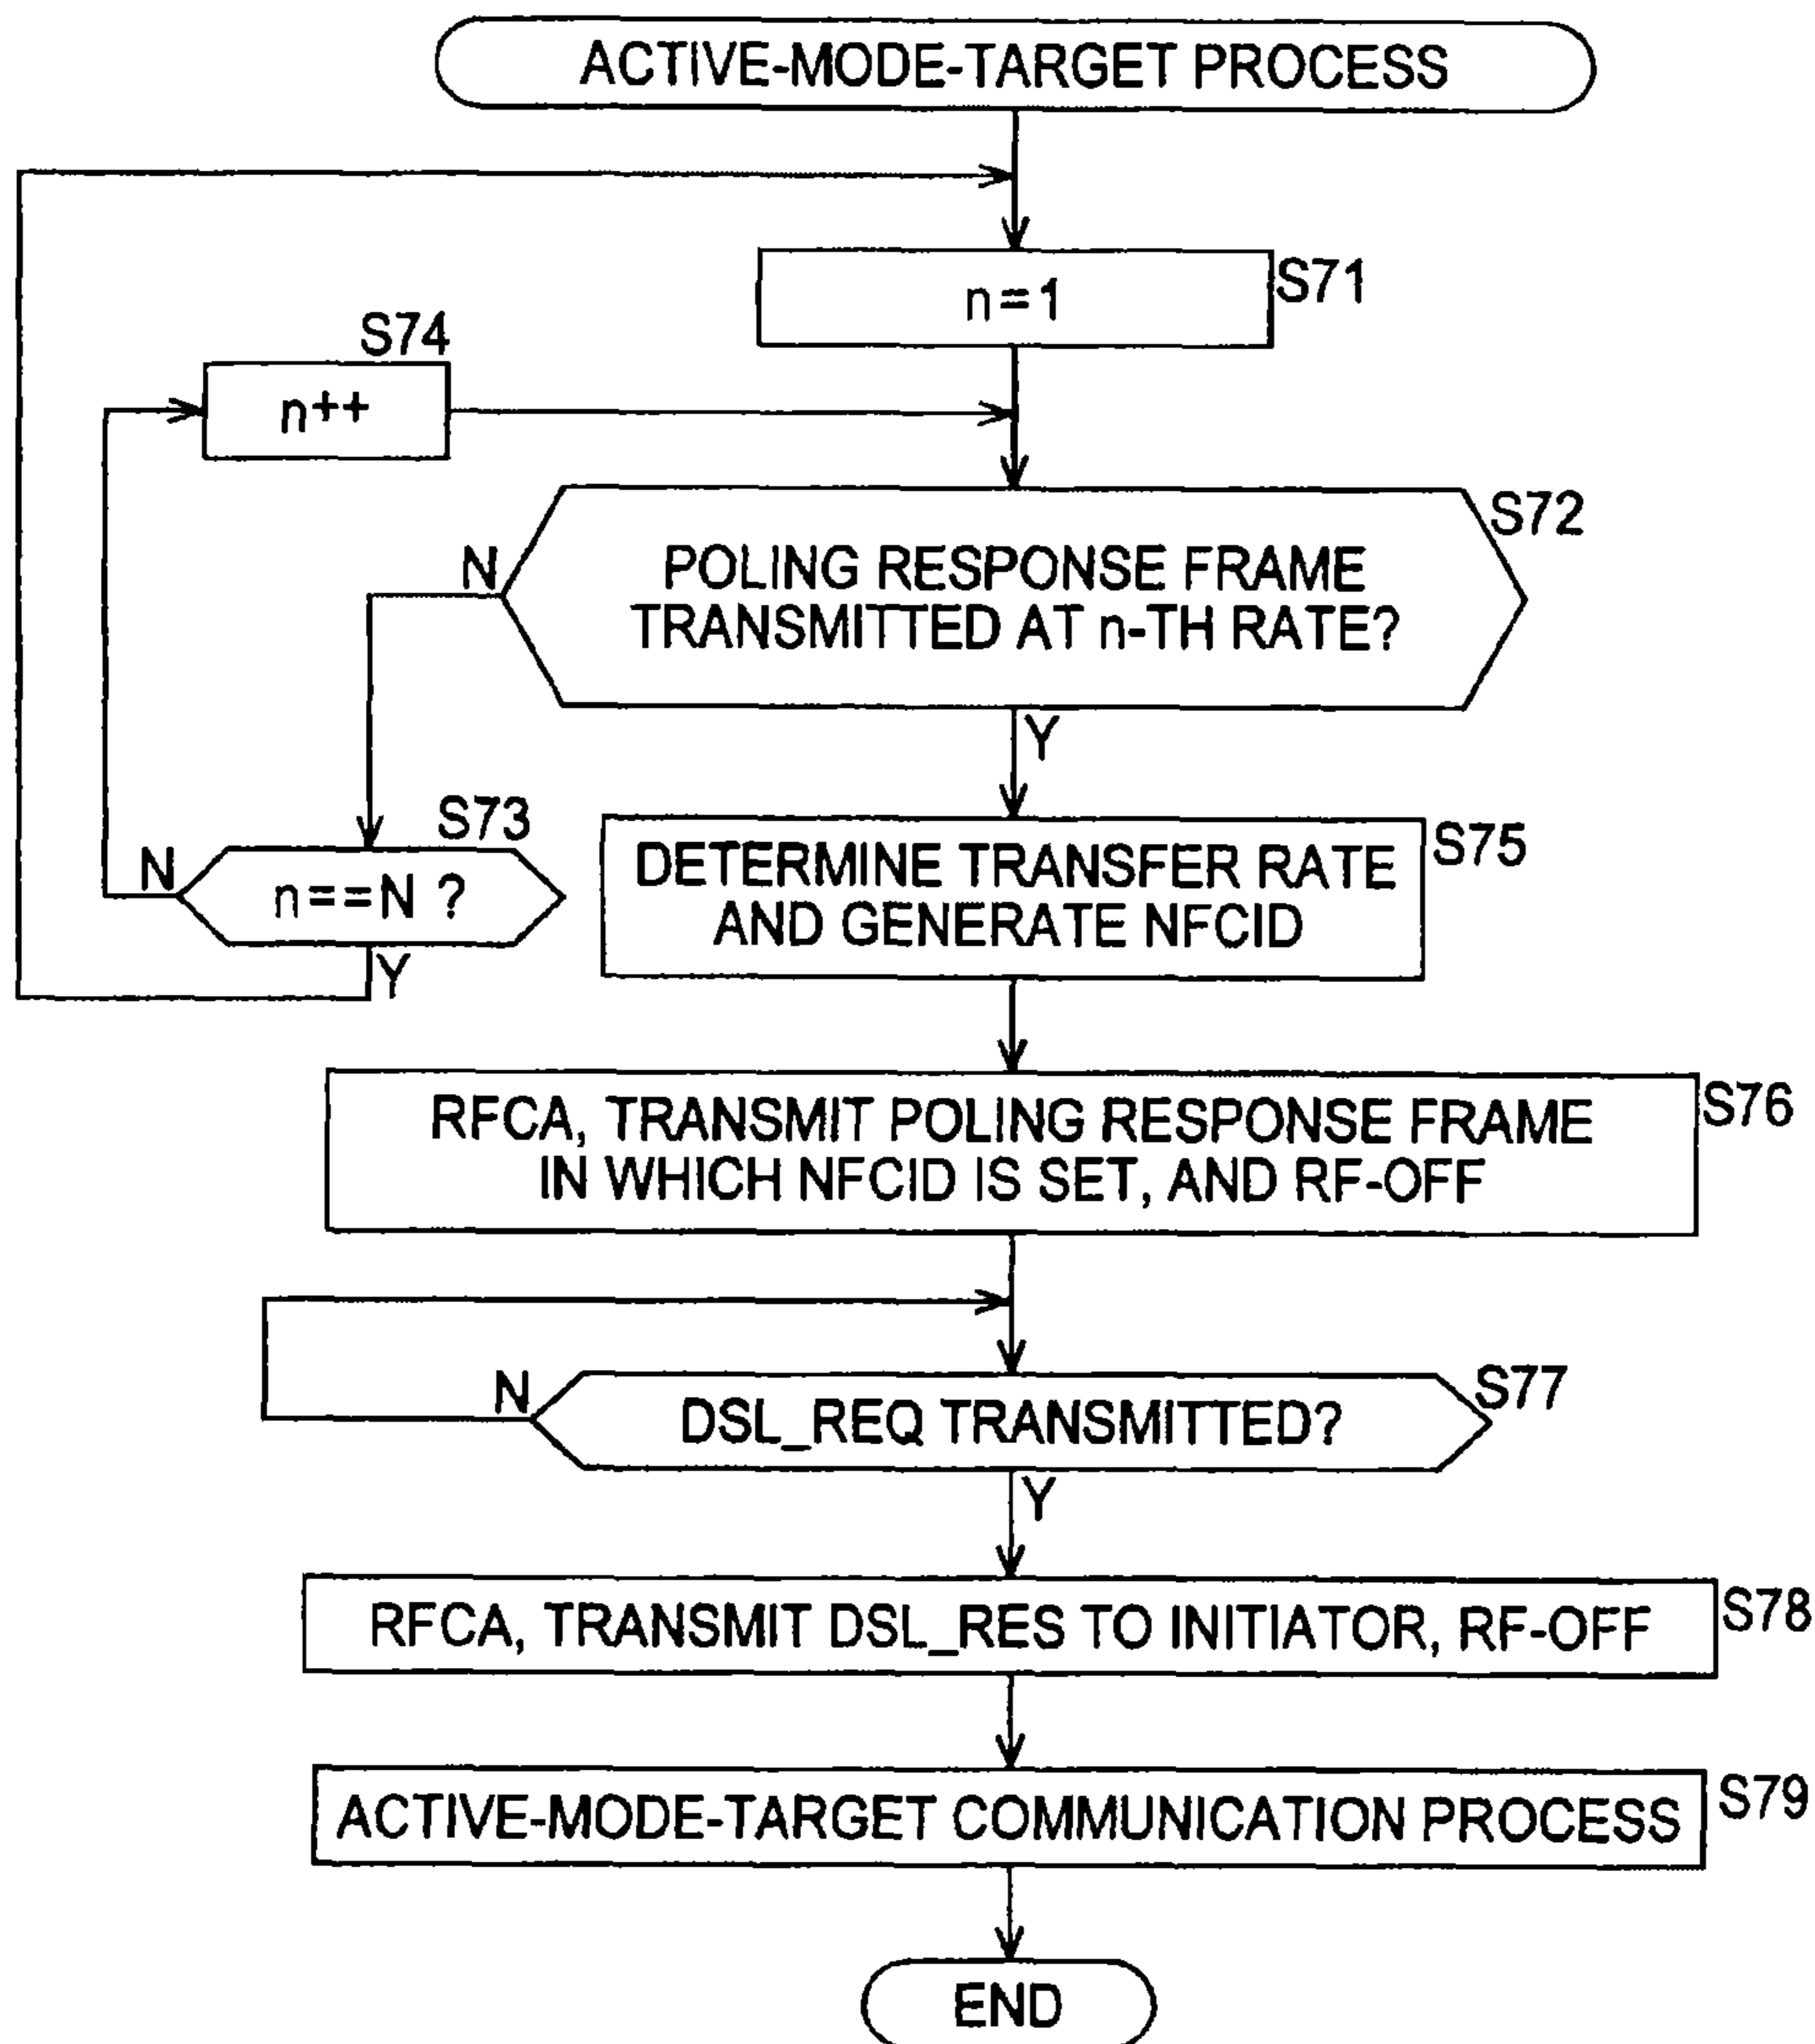 ACTIVE-MODE-TARGET PROCESS
n=1
S71
S74
n++
S72
N
POLING RESPONSE FRAME
TRANSMITTED AT n-TH RATE?
Y
S73
N
n==N ?
Y
S75
DETERMINE TRANSFER RATE
AND GENERATE NFCID
S76
RFCA, TRANSMIT POLING RESPONSE FRAME
IN WHICH NFCID IS SET, AND RF-OFF
S77
N
DSL_REQ TRANSMITTED?
Y
S78
RFCA, TRANSMIT DSL_RES TO INITIATOR, RF-OFF
S79
ACTIVE-MODE-TARGET COMMUNICATION PROCESS
END